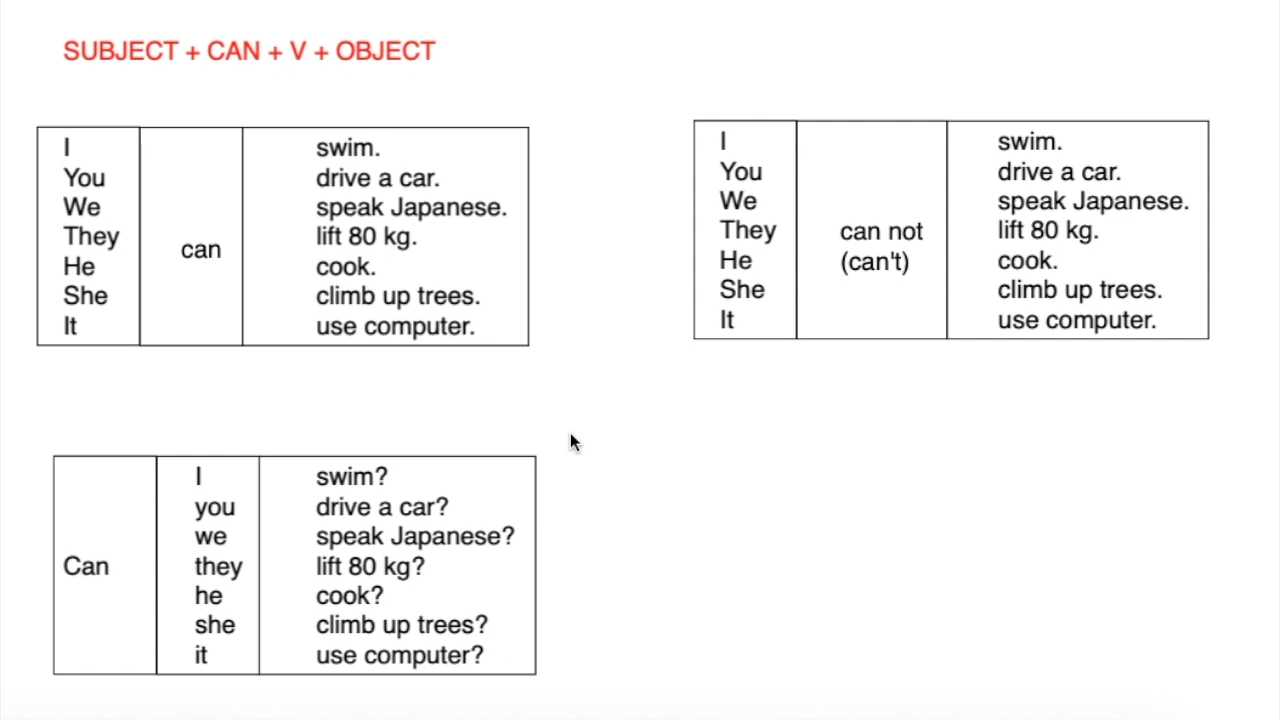 SUBJECT + CAN + V + OBJECT
I
You
We
They
He
She
It
can
swim.
drive a car.
speak Japanese.
lift 80 kg.
cook.
climb up trees.
use computer.
I
You
We
They
He
She
It
can not
(can't)
swim.
drive a car.
speak Japanese.
lift 80 kg.
cook.
climb up trees.
use computer.
Can
I
you
we
they
he
she
it
swim?
drive a car?
speak Japanese?
lift 80 kg?
cook?
climb up trees?
use computer?